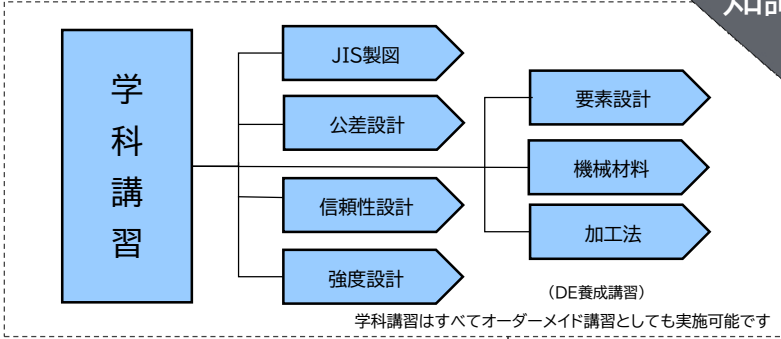 学科講習
JIS製図
公差設計
信頼性設計
強度設計
要素設計
機械材料
加工法
（DE養成講習）
学科講習はすべてオーダーメイド講習としても実施可能です